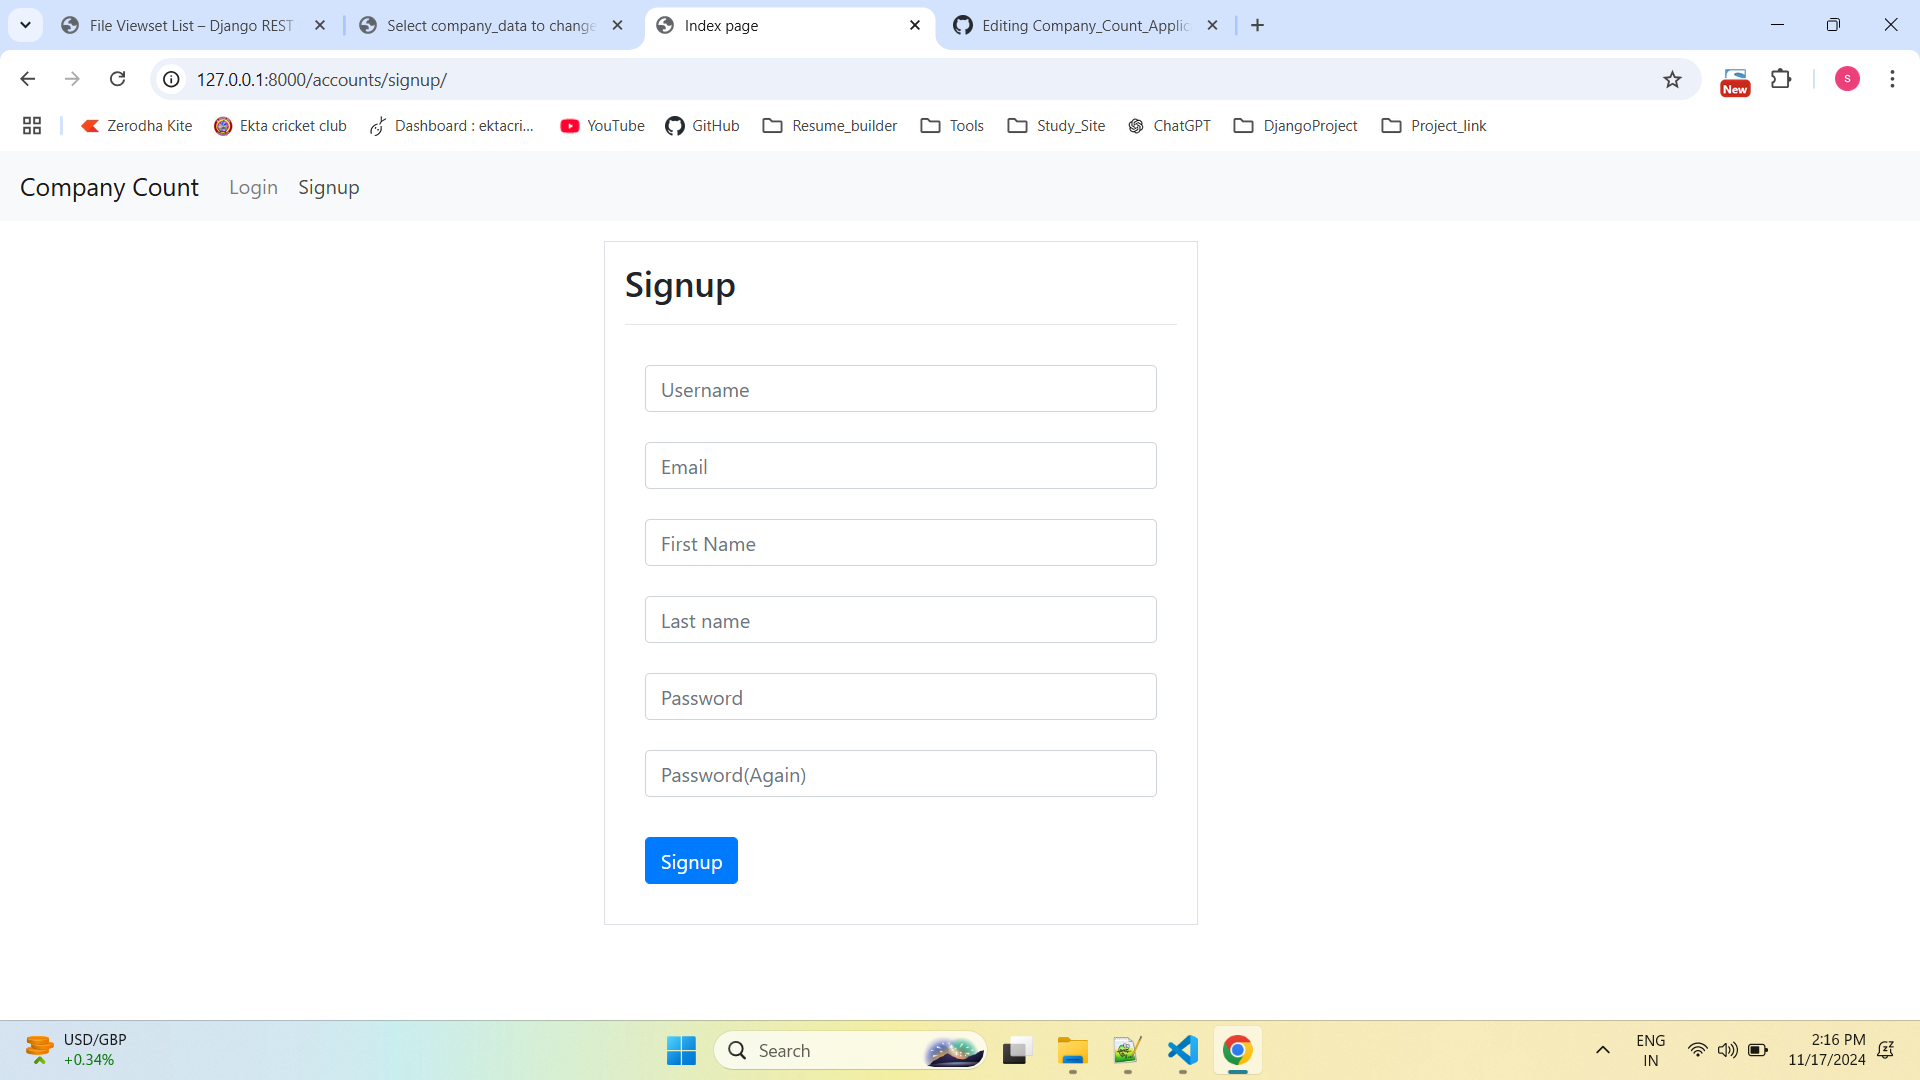 File Viewset List – Django REST
Select company_data to change
Index page
Editing Company_Count_Applic
127.0.0.1:8000/accounts/signup/
New
S
Zerodha Kite
Ekta cricket club
Dashboard : ektacri...
YouTube
GitHub
Resume_builder
Tools
Study_Site
ChatGPT
DjangoProject
Project_link
Company Count
Login
Signup
Signup
Username
Email
First Name
Last name
Password
Password(Again)
Signup
USD/GBP
+0.34%
Search
ENG
IN
2:16 PM
11/17/2024